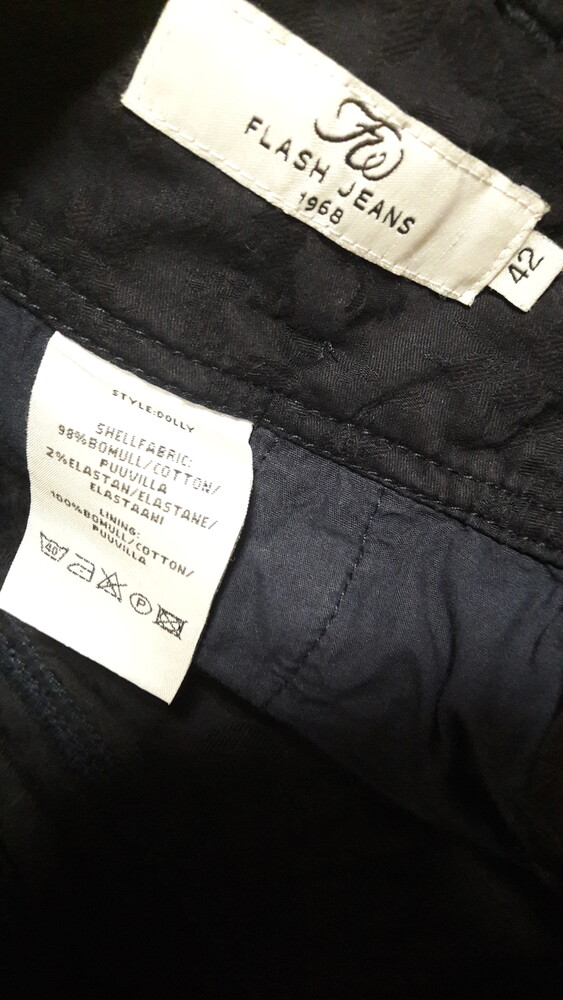 FW
FLASH JEANS
1968
42
STYLE:DOLLY
SHELLFABRIC:
98%BOMULL/COTTON/
PUUVILLA
2%ELASTAN/ELASTANE/
ELASTAANI
LINING:
100%BOMULL/COTTON/
PUUVILLA
40 P